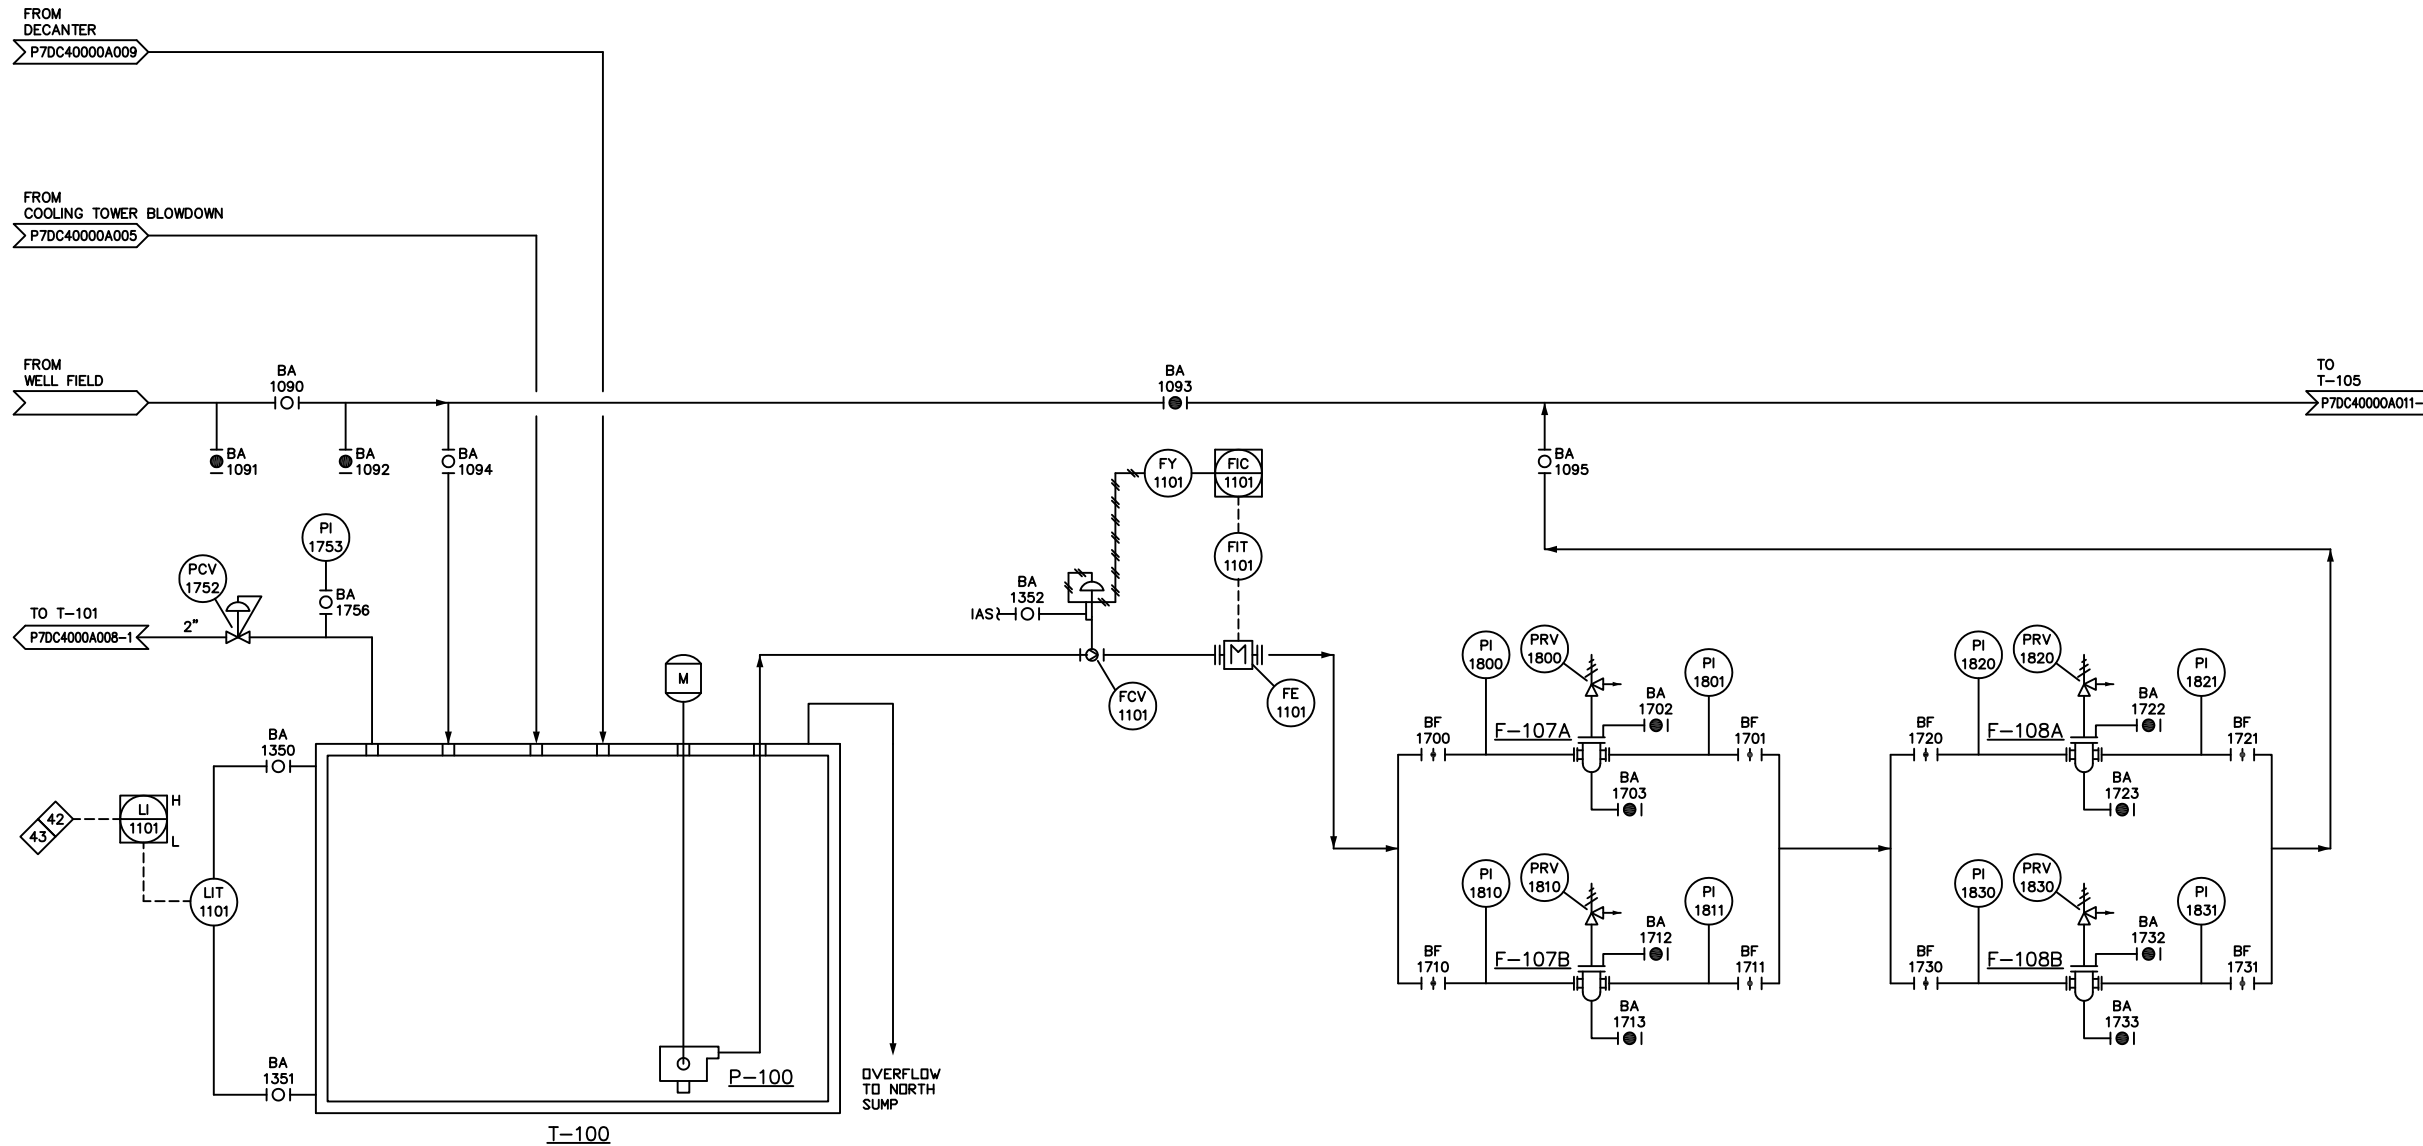 FROM
DECANTER
P7DC40000A009
FROM
COOLING TOWER BLOWDOWN
P7DC40000A005
FROM
WELL FIELD
BA
1090
BA
1091
BA
1092
BA
1094
BA
1093
TO
T-105
P7DC40000A011-
BA
1095
FY
1101
FIC
1101
FIT
1101
PI
1753
PCV
1752
BA
1756
TO T-101
P7DC4000A008-1
2"
BA
1352
IAS
FCV
1101
M
FE
1101
M
BA
1350
LI
1101
H
L
42
43
LIT
1101
BA
1351
P-100
T-100
OVERFLOW
TO NORTH
SUMP
PI
1800
PRV
1800
PI
1801
BA
1702
BF
1700
F-107A
BF
1701
BA
1703
PI
1810
PRV
1810
PI
1811
BA
1712
BF
1710
F-107B
BF
1711
BA
1713
PI
1820
PRV
1820
PI
1821
BA
1722
BF
1720
F-108A
BF
1721
BA
1723
PI
1830
PRV
1830
PI
1831
BA
1732
BF
1730
F-108B
BF
1731
BA
1733